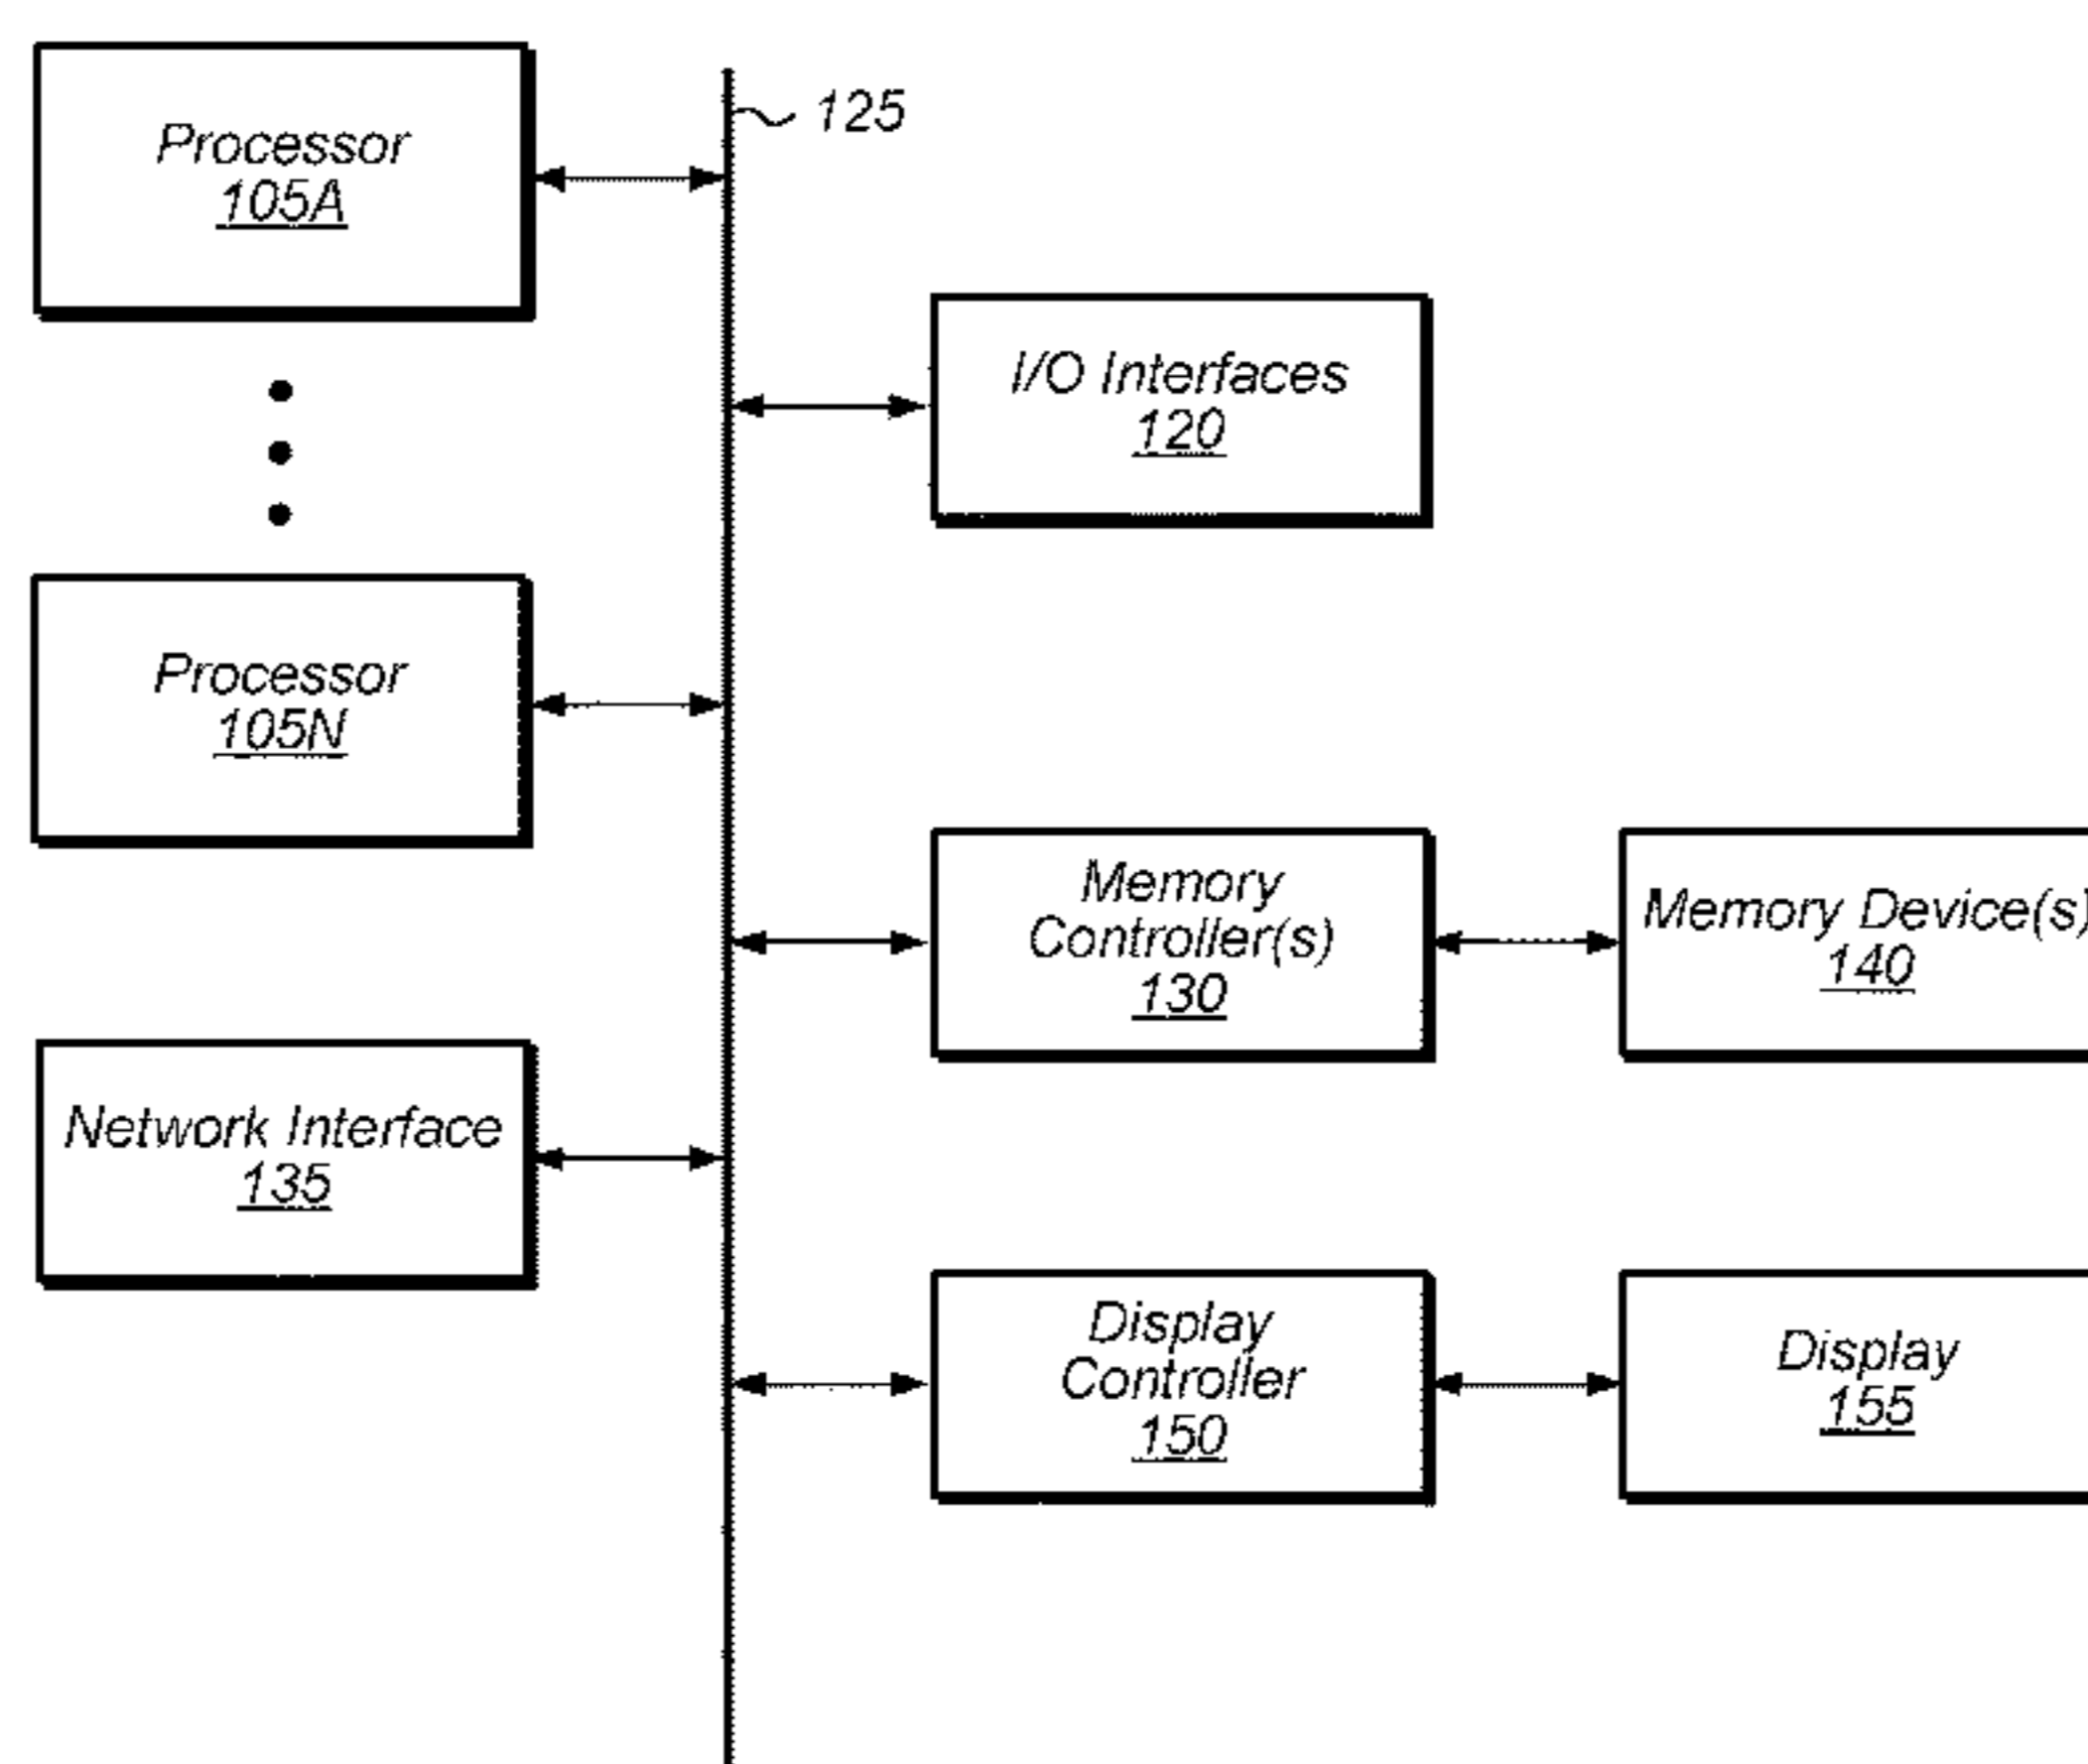 Processor
105A
125
I/O Interfaces
120
Processor
105N
Memory
Controller(s)
130
Memory Device(s)
140
Network Interface
135
Display
Controller
150
Display
155